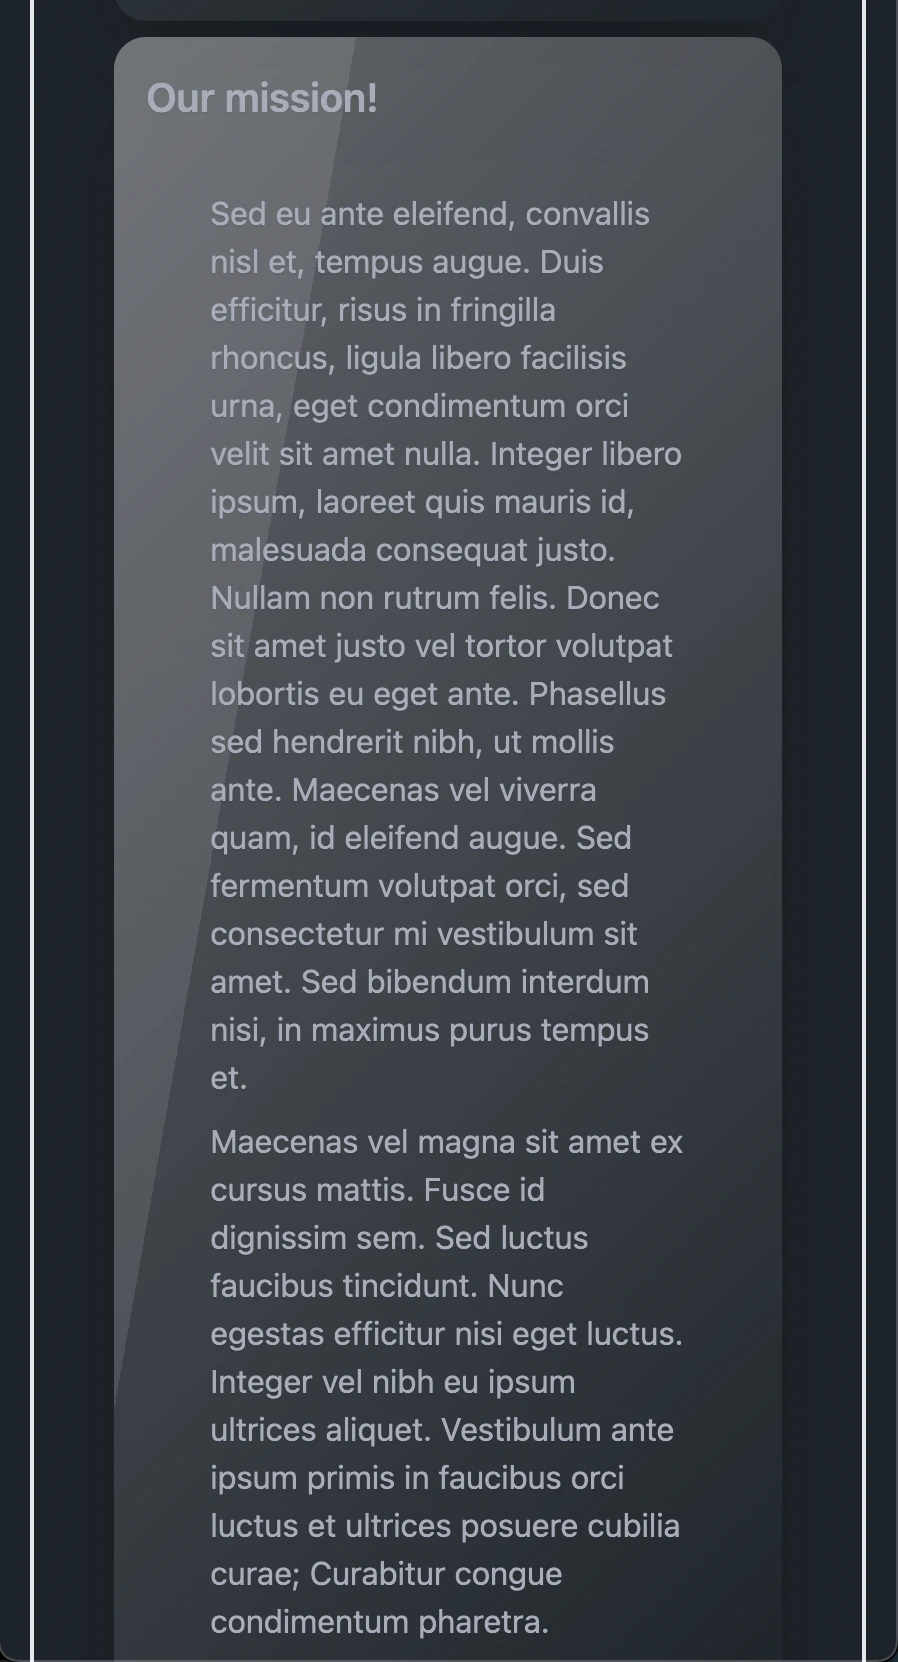 Our mission!
Sed eu ante eleifend, convallis
nisl et, tempus augue. Duis
efficitur, risus in fringilla
rhoncus, ligula libero facilisis
urna, eget condimentum orci
velit sit amet nulla. Integer libero
ipsum, laoreet quis mauris id,
malesuada consequat justo.
Nullam non rutrum felis. Donec
sit amet justo vel tortor volutpat
lobortis eu eget ante. Phasellus
sed hendrerit nibh, ut mollis
ante. Maecenas vel viverra
quam, id eleifend augue. Sed
fermentum volutpat orci, sed
consectetur mi vestibulum sit
amet. Sed bibendum interdum
nisi, in maximus purus tempus
et.
Maecenas vel magna sit amet ex
cursus mattis. Fusce id
dignissim sem. Sed luctus
faucibus tincidunt. Nunc
egestas efficitur nisi eget luctus.
Integer vel nibh eu ipsum
ultrices aliquet. Vestibulum ante
ipsum primis in faucibus orci
luctus et ultrices posuere cubilia
curae; Curabitur congue
condimentum pharetra.